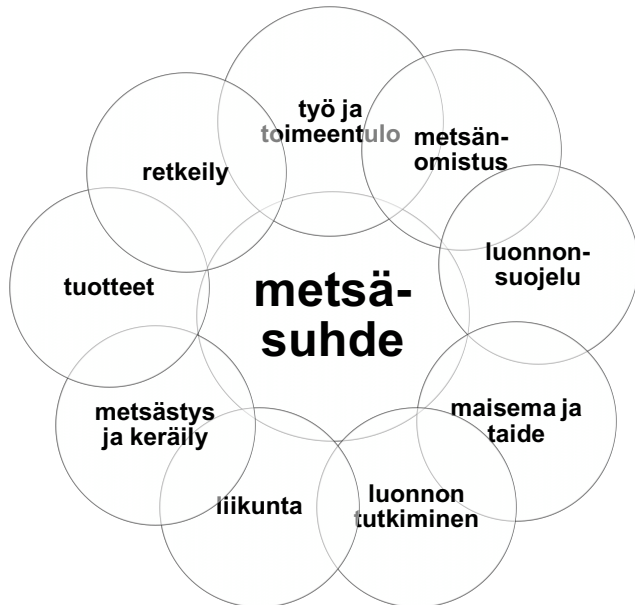 työ ja
toimeentulo
metsän-
omistus
retkeily
luonnon-
suojelu
tuotteet
metsä-
suhde
metsästys
ja keräily
maisema ja
taide
liikunta
luonnon
tutkiminen